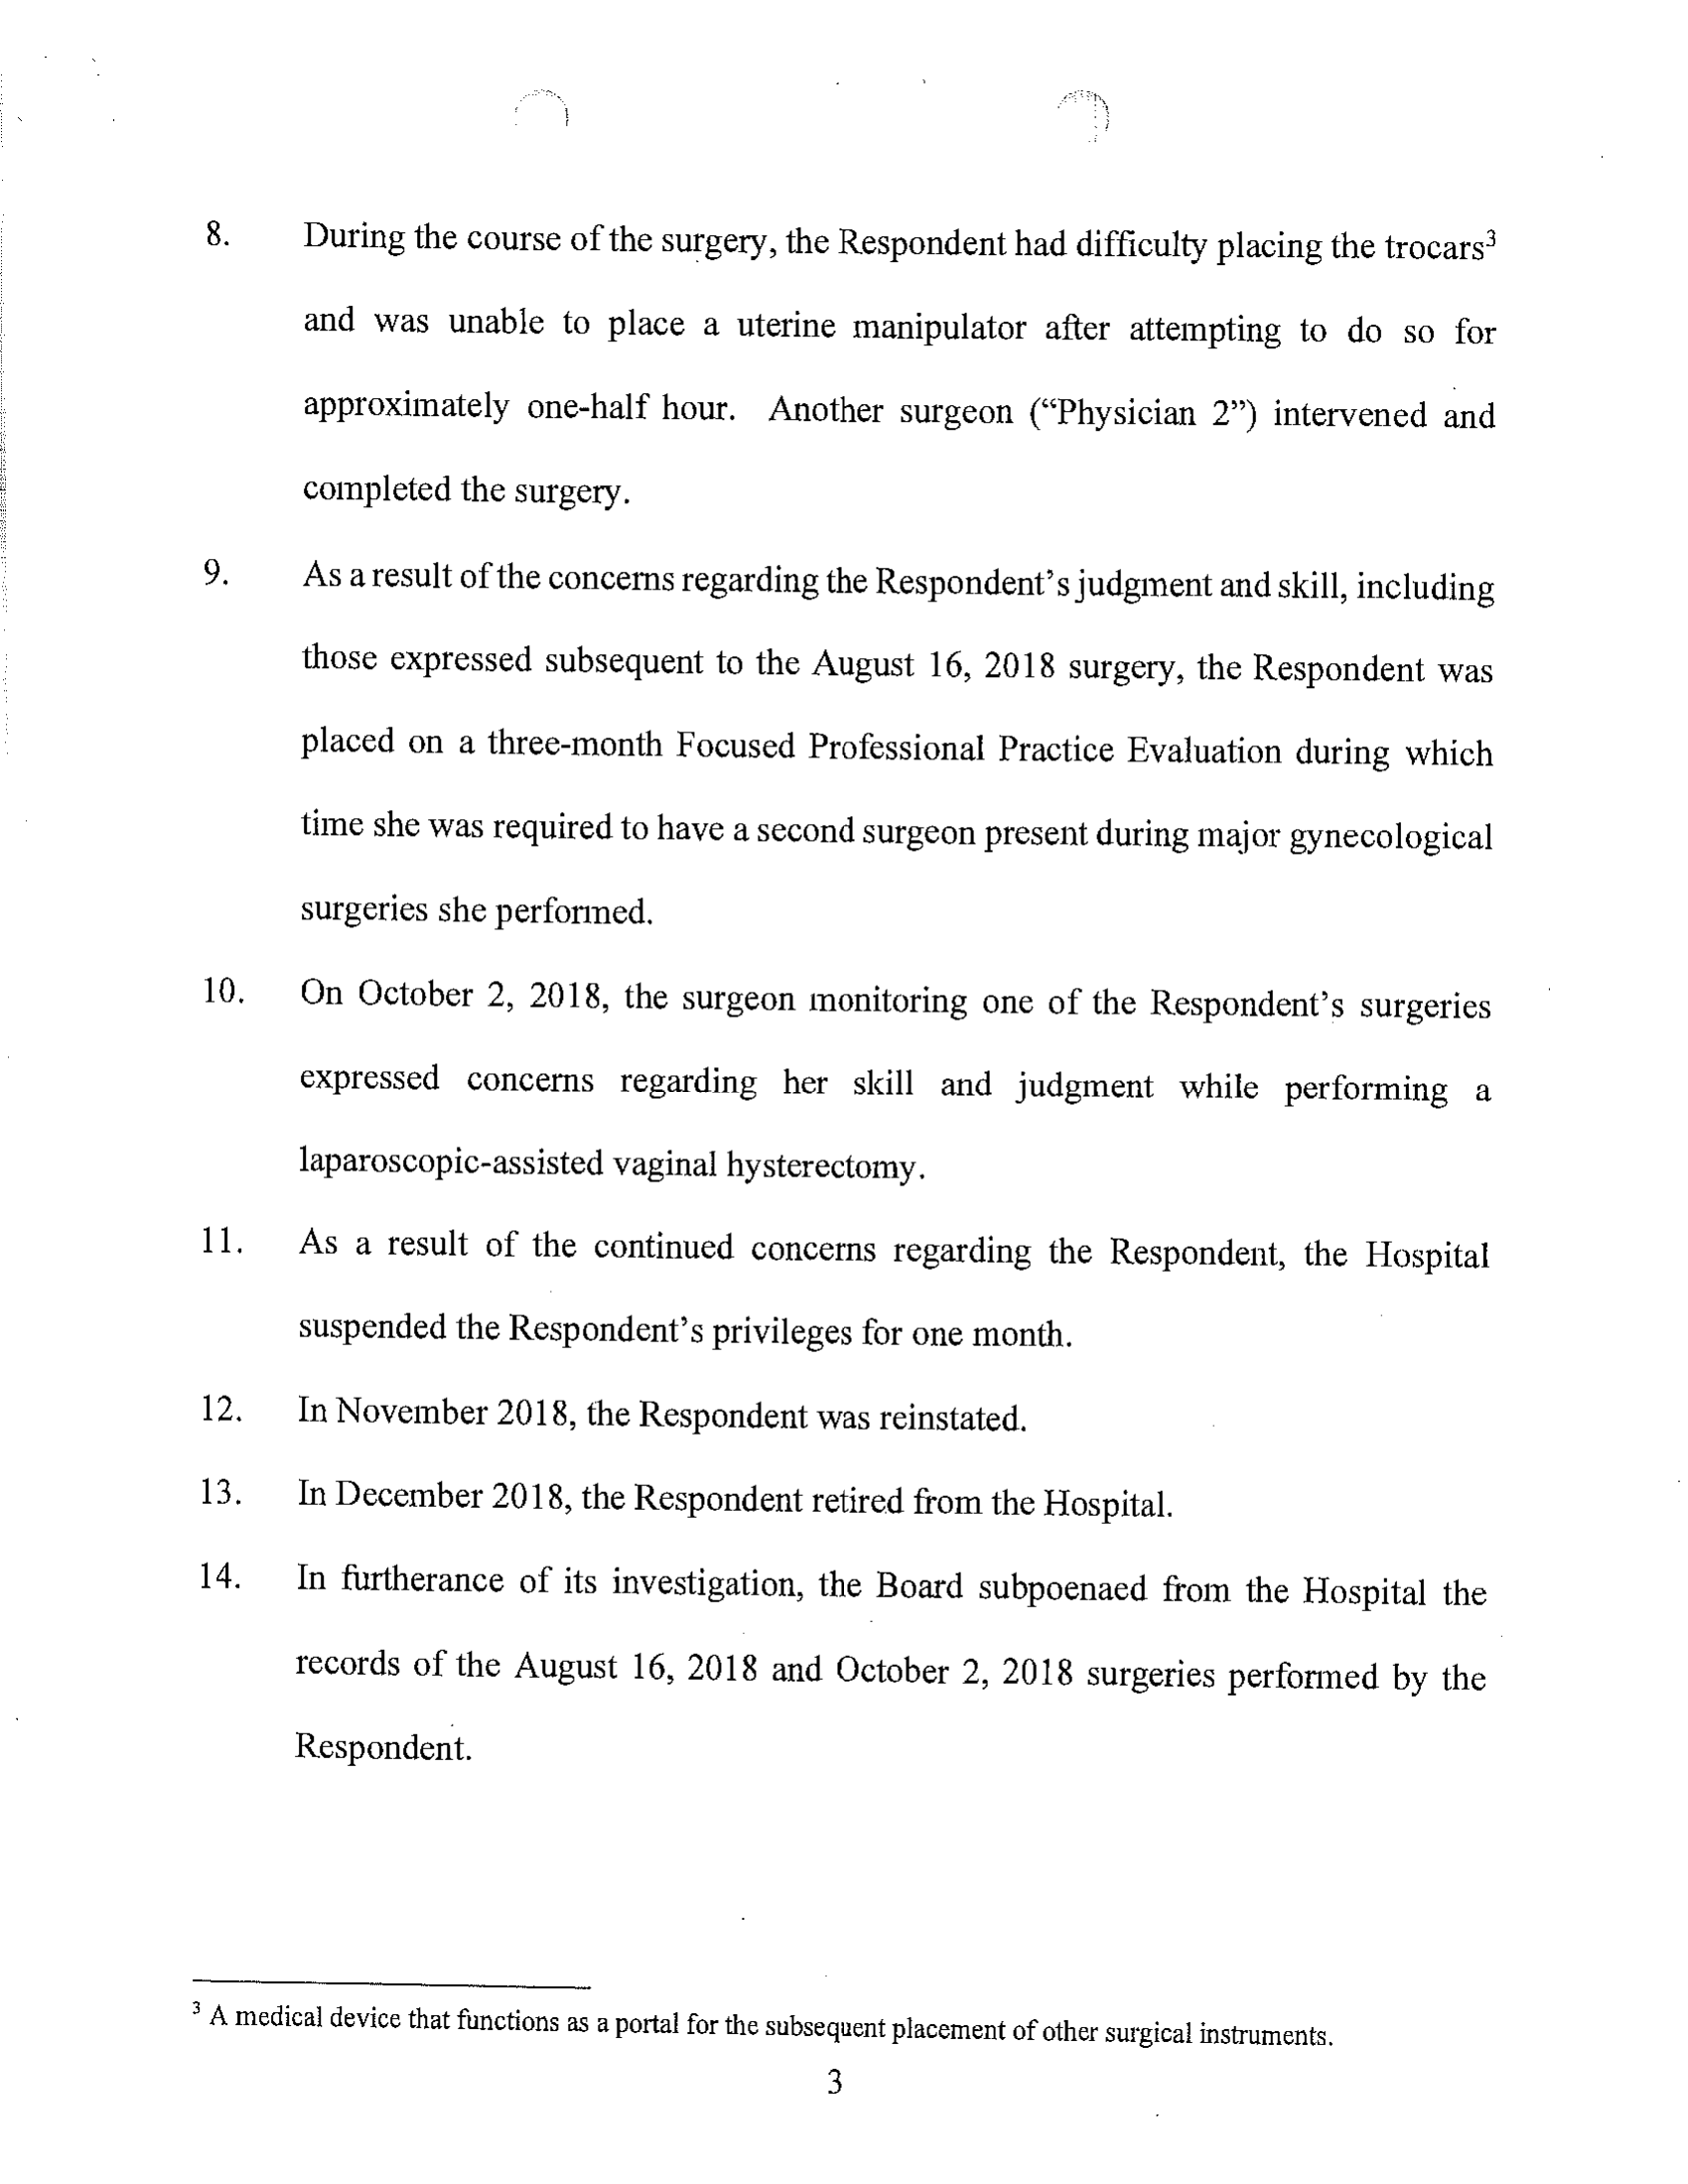 8. During the course of the surgery, the Respondent had difficulty placing the trocars³
and was unable to place a uterine manipulator after attempting to do so for
approximately one-half hour. Another surgeon (“Physician 2”) intervened and
completed the surgery.
9. As a result of the concerns regarding the Respondent’s judgment and skill, including
those expressed subsequent to the August 16, 2018 surgery, the Respondent was
placed on a three-month Focused Professional Practice Evaluation during which
time she was required to have a second surgeon present during major gynecological
surgeries she performed.
10. On October 2, 2018, the surgeon monitoring one of the Respondent’s surgeries
expressed concerns regarding her skill and judgment while performing a
laparoscopic-assisted vaginal hysterectomy.
11. As a result of the continued concerns regarding the Respondent, the Hospital
suspended the Respondent’s privileges for one month.
12. In November 2018, the Respondent was reinstated.
13. In December 2018, the Respondent retired from the Hospital.
14. In furtherance of its investigation, the Board subpoenaed from the Hospital the
records of the August 16, 2018 and October 2, 2018 surgeries performed by the
Respondent.
³ A medical device that functions as a portal for the subsequent placement of other surgical instruments.
3